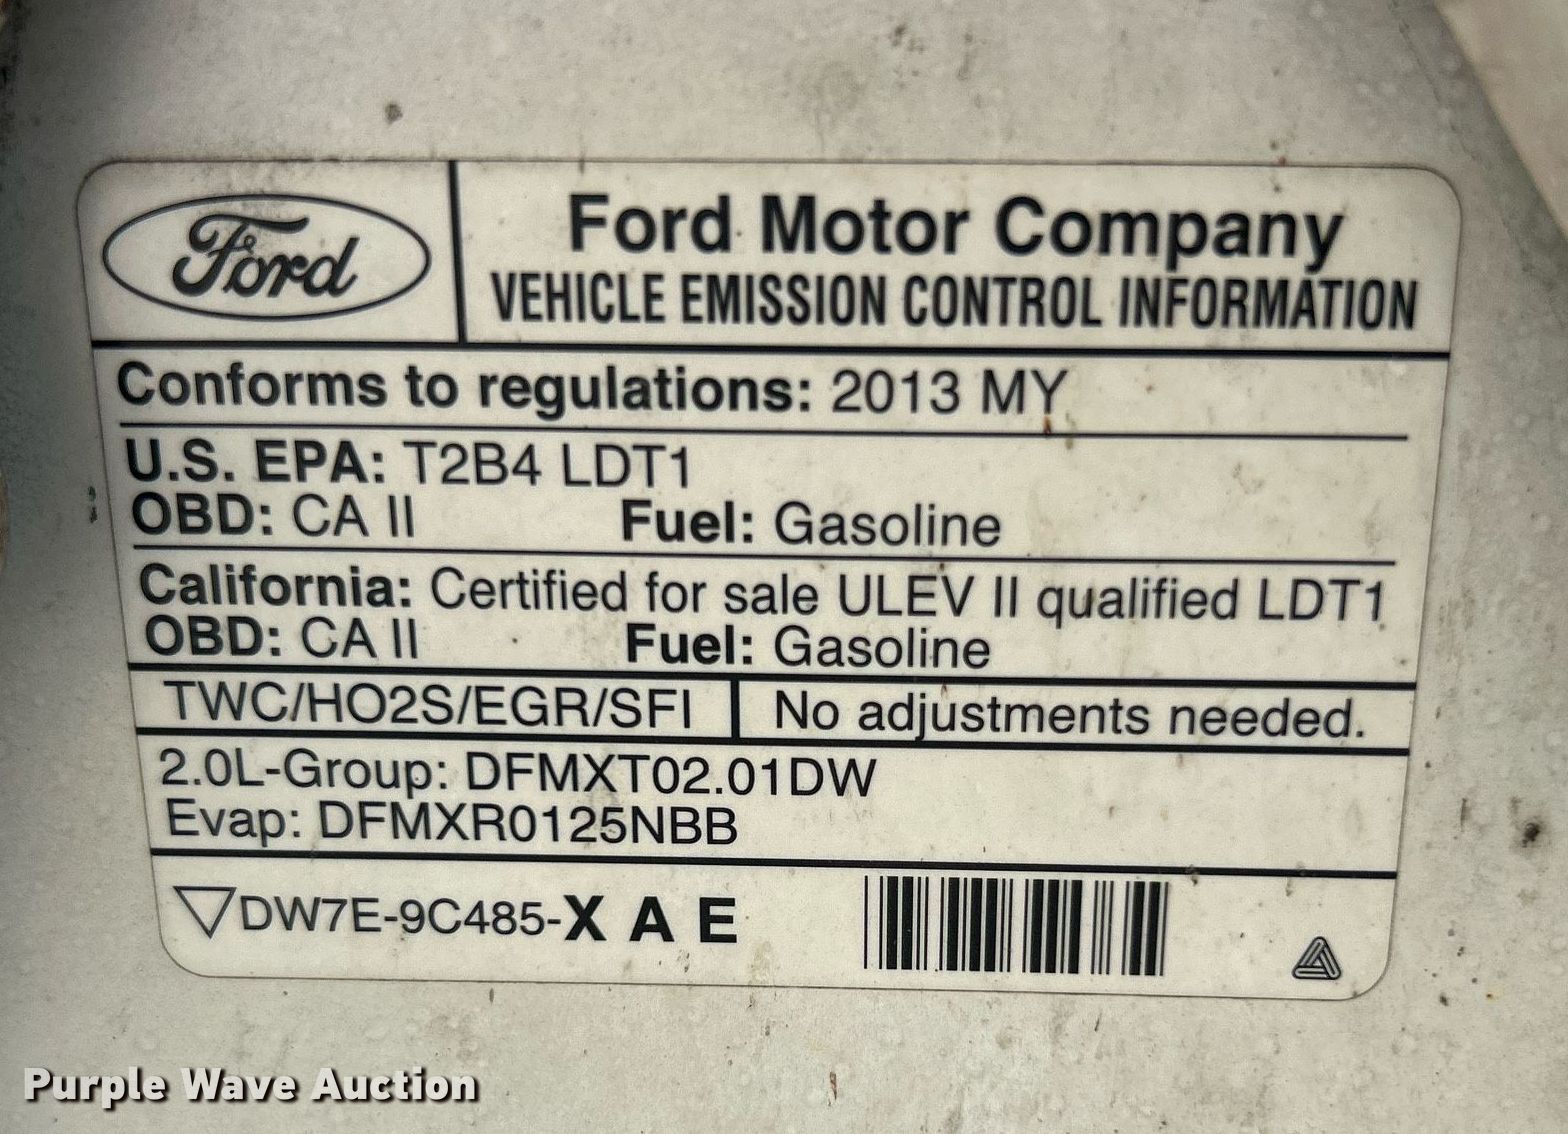 Ford
Ford Motor Company
VEHICLE EMISSION CONTROL INFORMATION
Conforms to regulations: 2013 MY
U.S. EPA: T2B4 LDT1
OBD: CA II Fuel: Gasoline
California: Certified for sale ULEV II qualified LDT1
OBD: CA II Fuel: Gasoline
TWC/HO2S/EGR/SFI No adjustments needed.
2.0L-Group: DFMXT02.01DW
Evap: DFMXR0125NBB
DW7E-9C485-X A E
Purple Wave Auction